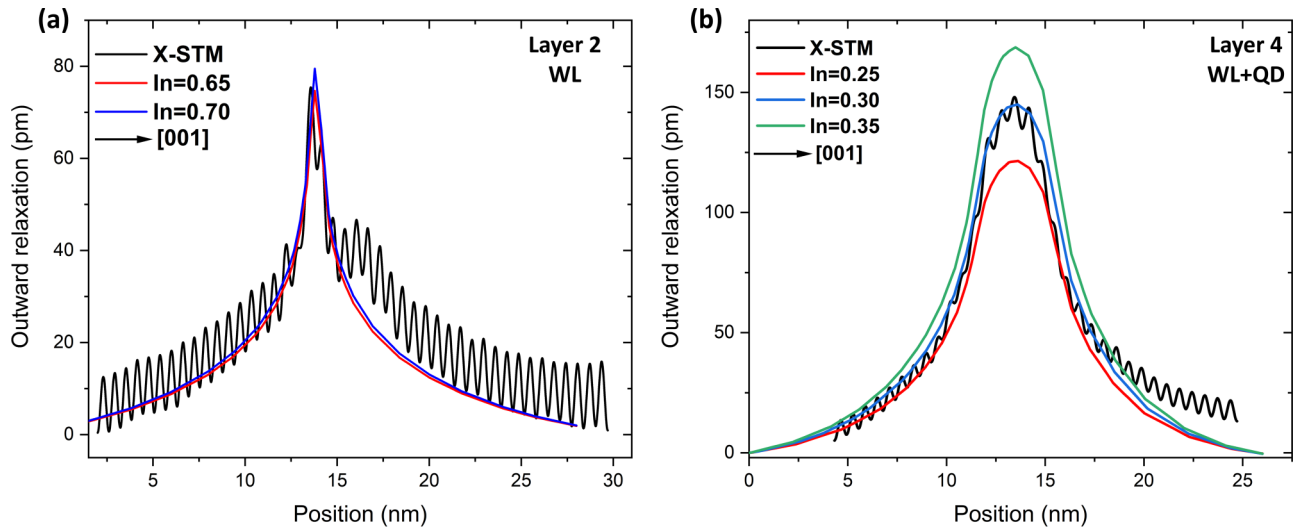 (a)
X-STM
In=0.65
In=0.70
[001]
Layer 2
WL
80
60
40
20
0
Outward relaxation (pm)
5
10
15
20
25
30
Position (nm)
(b)
X-STM
In=0.25
In=0.30
In=0.35
[001]
Layer 4
WL+QD
150
100
50
0
Outward relaxation (pm)
0
5
10
15
20
25
Position (nm)